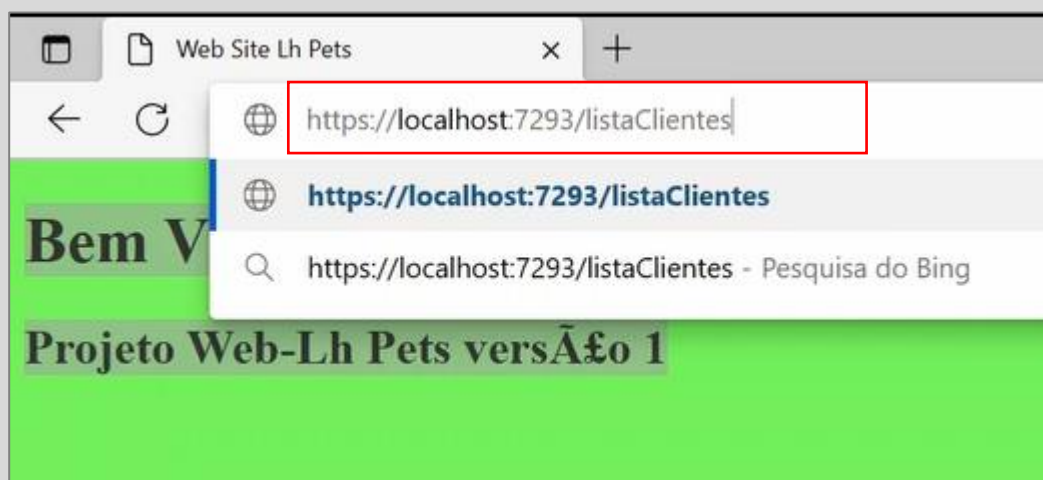 Web Site Lh Pets
https://localhost:7293/listaClientes
https://localhost:7293/listaClientes
https://localhost:7293/listaClientes - Pesquisa do Bing
Bem V
Projeto Web-Lh Pets versÃ£o 1